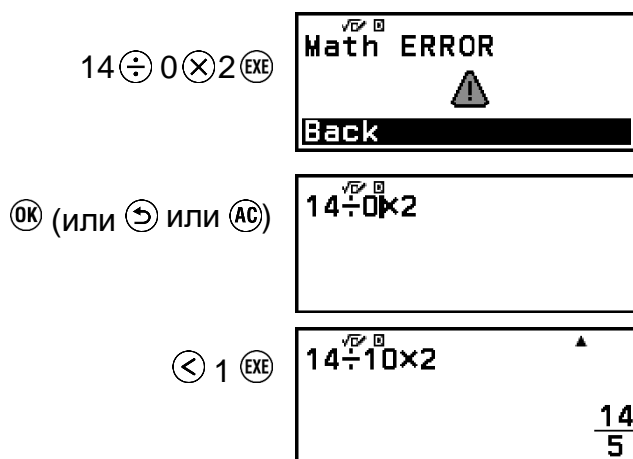 14 ÷ 0 × 2 EXE
√▱/ D
Math ERROR
Back
OK (или ⮌ или AC)
√▱/ D
14÷0×2
< 1 EXE
√▱/ D ▲
14÷10×2
14
5